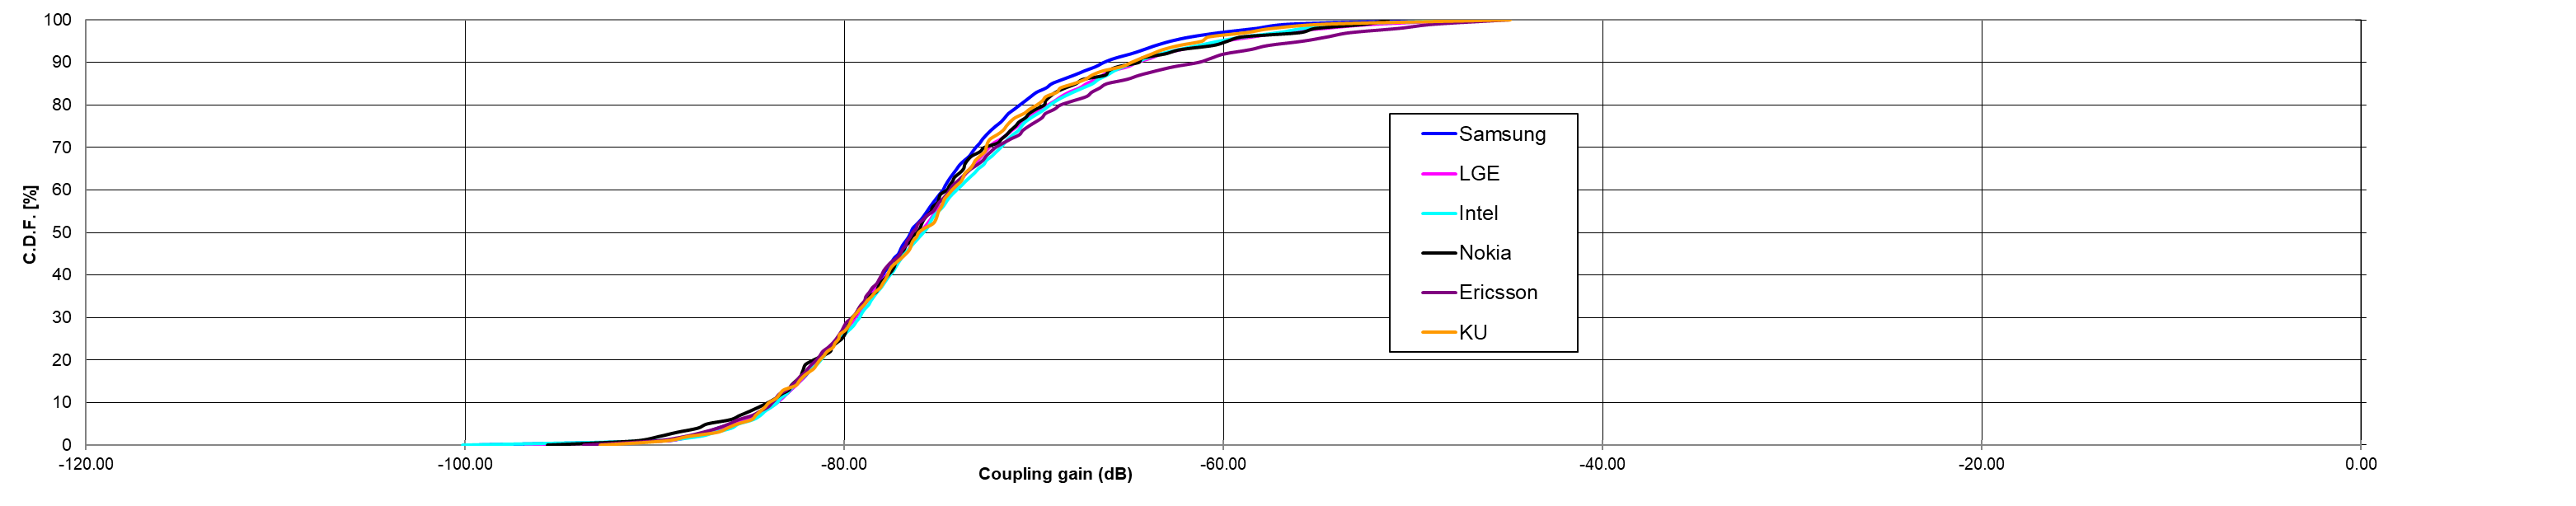 100
90
80
70
60
50
40
30
20
10
0
C.D.F. [%]
-120.00
-100.00
-80.00
-60.00
-40.00
-20.00
0.00
Coupling gain (dB)
Samsung
LGE
Intel
Nokia
Ericsson
KU